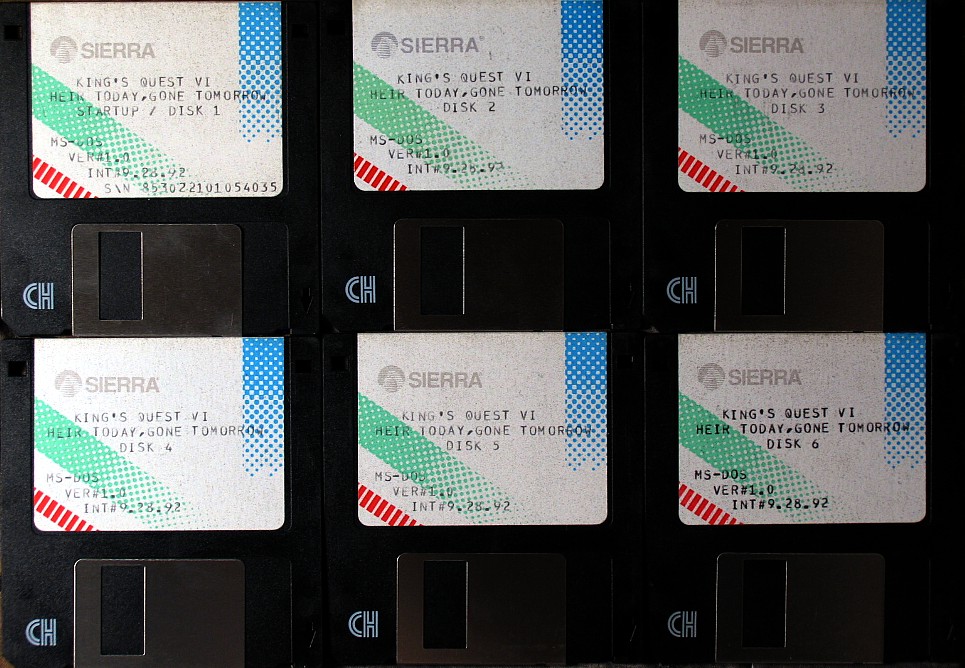 SIERRA
KING'S QUEST VI
HEIR TODAY,GONE TOMORROW
STARTUP / DISK 1
MS-DOS
VER#1.0
INT#9.28.92
S\N 853022101054035
CH
SIERRA®
KING'S QUEST VI
HEIR TODAY,GONE TOMORROW
DISK 2
MS-DOS
VER#1.0
INT#9.28.92
CH
SIERRA
KING'S QUEST VI
HEIR TODAY,GONE TOMORROW
DISK 3
MS-DOS
VER#1.0
INT#9.28.92
CH
SIERRA
KING'S QUEST VI
HEIR TODAY,GONE TOMORROW
DISK 4
MS-DOS
VER#1.0
INT#9.28.92
CH
SIERRA
KING'S QUEST VI
HEIR TODAY,GONE TOMORROW
DISK 5
MS-DOS
VER#1.0
INT#9.28.92
CH
SIERRA
KING'S QUEST VI
HEIR TODAY,GONE TOMORROW
DISK 6
MS-DOS
VER#1.0
INT#9.28.92
CH